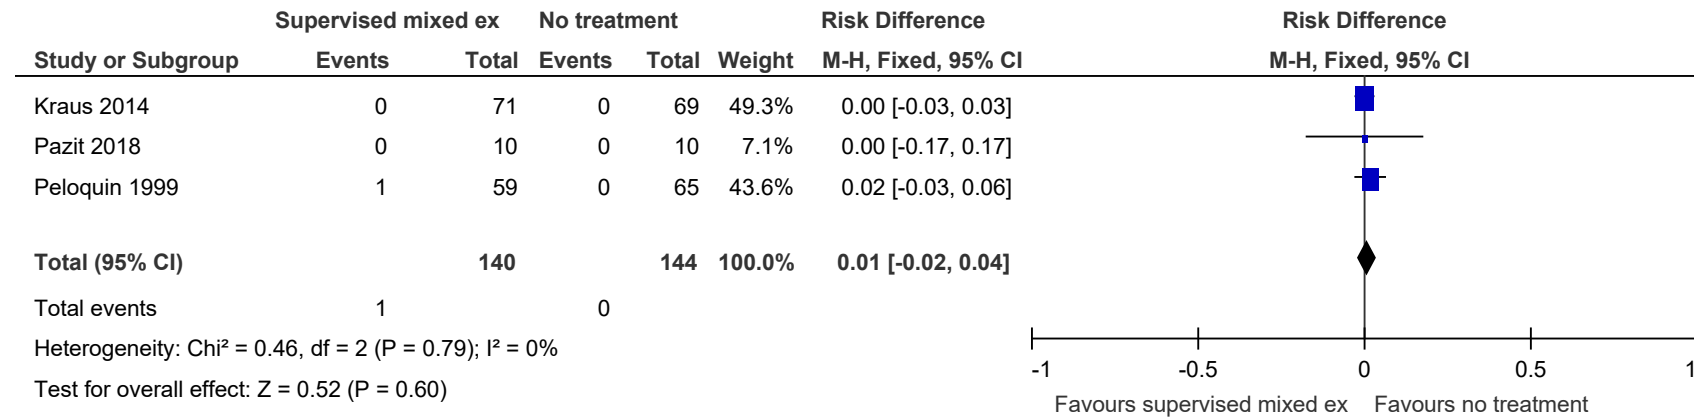 Supervised mixed ex No treatment Risk Difference Risk Difference
Study or Subgroup Events Total Events Total Weight M-H, Fixed, 95% CI M-H, Fixed, 95% CI
Kraus 2014 0 71 0 69 49.3% 0.00 [-0.03, 0.03]
Pazit 2018 0 10 0 10 7.1% 0.00 [-0.17, 0.17]
Peloquin 1999 1 59 0 65 43.6% 0.02 [-0.03, 0.06]
Total (95% CI) 140 144 100.0% 0.01 [-0.02, 0.04]
Total events 1 0
Heterogeneity: Chi² = 0.46, df = 2 (P = 0.79); I² = 0%
Test for overall effect: Z = 0.52 (P = 0.60)
-1 -0.5 0 0.5 1
Favours supervised mixed ex Favours no treatment